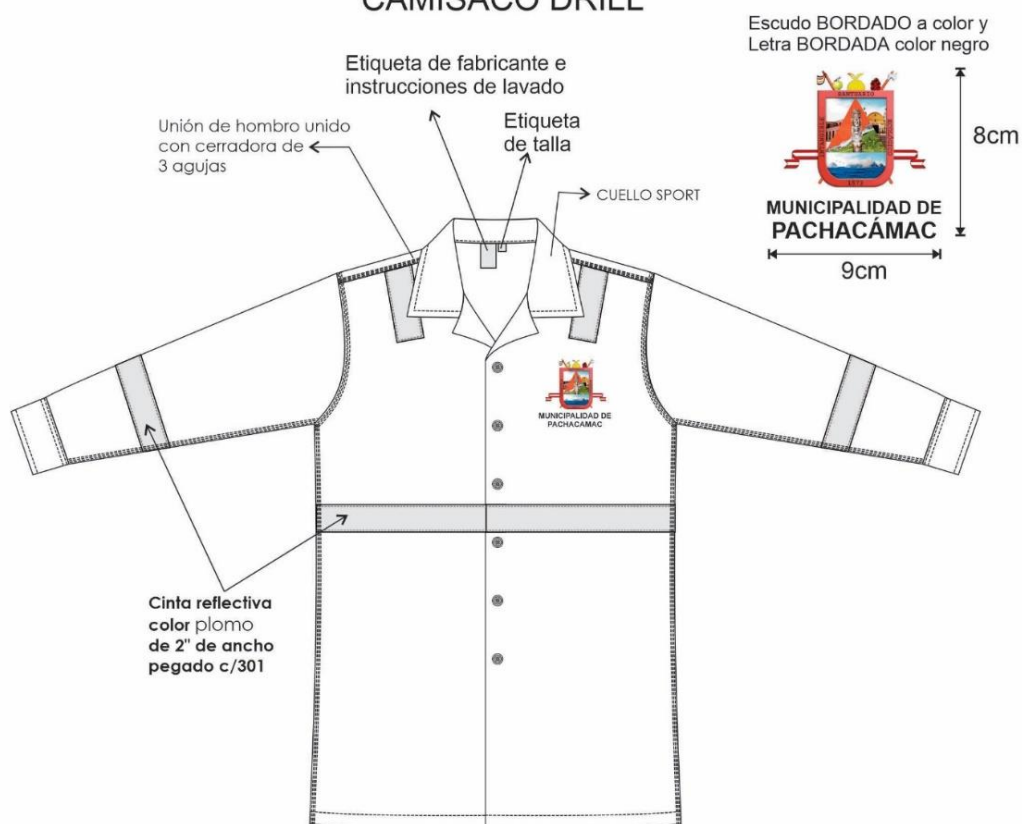 CAMISACO DRILL
Escudo BORDADO a color y
Letra BORDADA color negro
Etiqueta de fabricante e
instrucciones de lavado
Etiqueta
de talla
Unión de hombro unido
con cerradora de
3 agujas
CUELLO SPORT
8cm
MUNICIPALIDAD DE
PACHACÁMAC
9cm
MUNICIPALIDAD DE
PACHACAMAC
Cinta reflectiva
color plomo
de 2" de ancho
pegado c/301